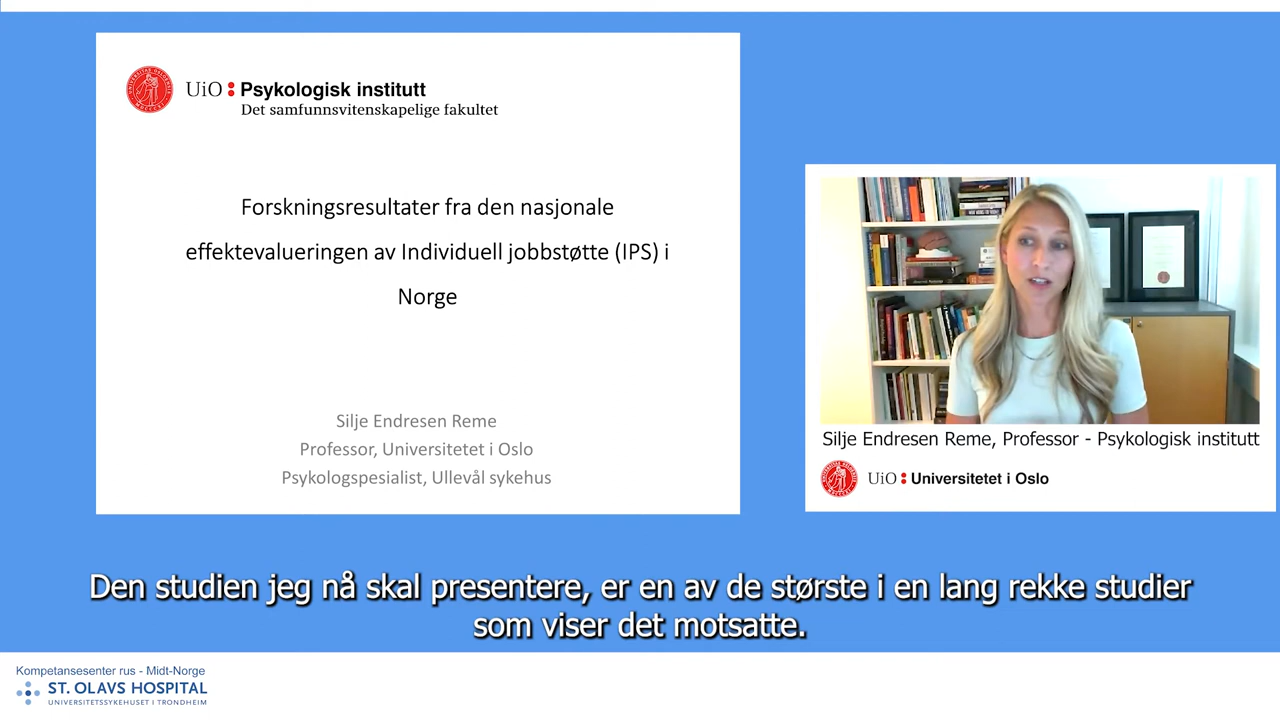 UiO : Psykologisk institutt
Det samfunnsvitenskapelige fakultet
Forskningsresultater fra den nasjonale
effektevalueringen av Individuell jobbstøtte (IPS) i
Norge
Silje Endresen Reme
Professor, Universitetet i Oslo
Psykologspesialist, Ullevål sykehus
Silje Endresen Reme, Professor - Psykologisk institutt
UiO : Universitetet i Oslo
Den studien jeg nå skal presentere, er en av de største i en lang rekke studier
som viser det motsatte.
Kompetansesenter rus - Midt-Norge
ST. OLAVS HOSPITAL
UNIVERSITETSSYKEHUSET I TRONDHEIM